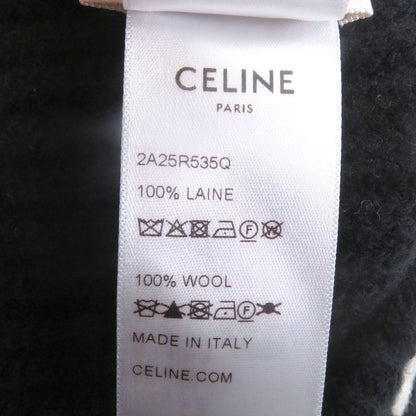 CELINE
PARIS
2A25R535Q
100% LAINE
F W
100% WOOL
F
MADE IN ITALY
CELINE.COM